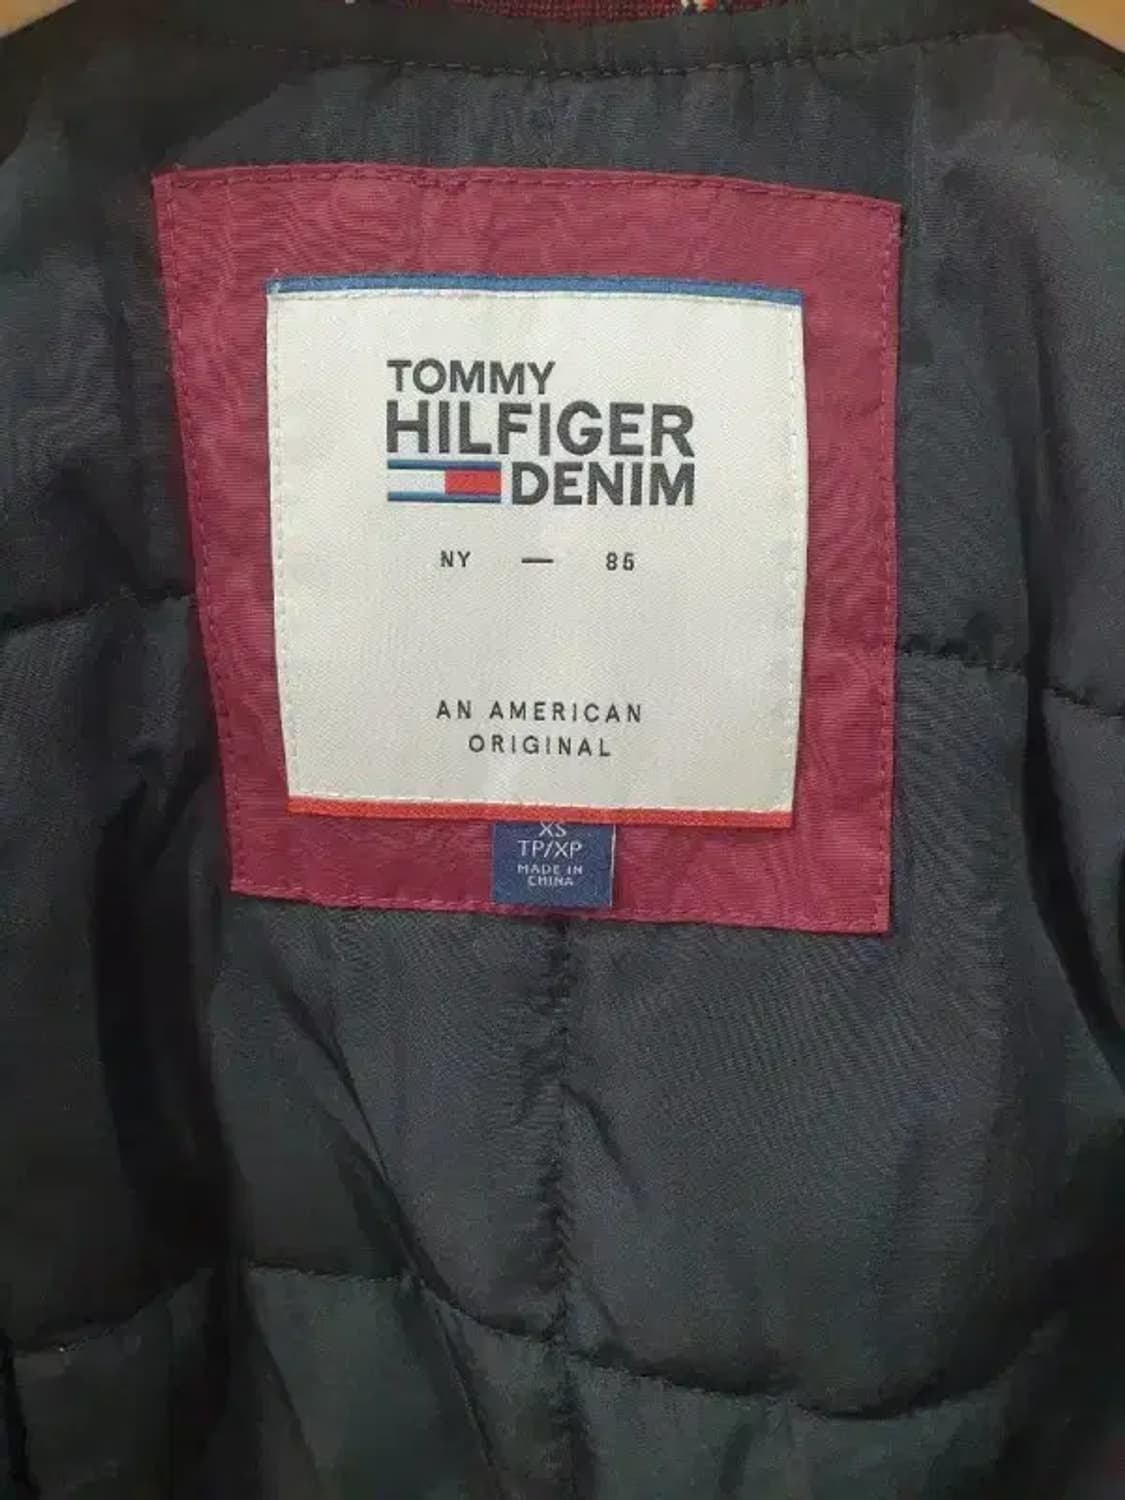 TOMMY
HILFIGER
DENIM
NY — 85
AN AMERICAN
ORIGINAL
XS
TP/XP
MADE IN
CHINA